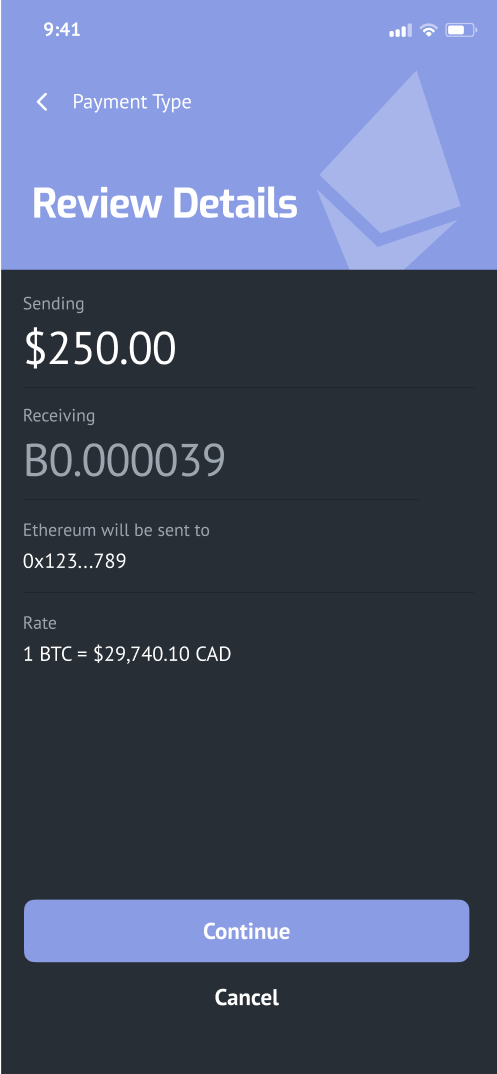 9:41
Payment Type
Review Details
Sending
$250.00
Receiving
B0.000039
Ethereum will be sent to
0x123...789
Rate
1 BTC = $29,740.10 CAD
Continue
Cancel